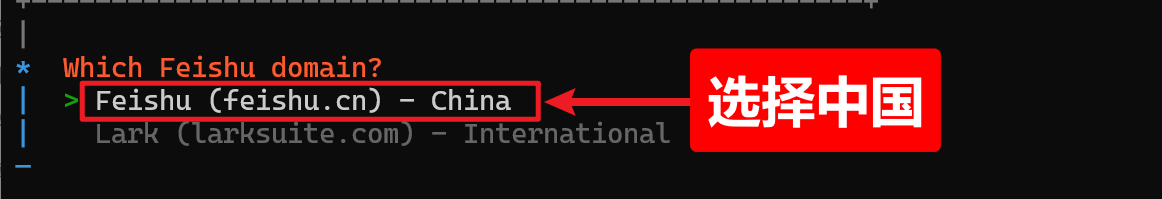 Which Feishu domain?
> Feishu (feishu.cn) - China
Lark (larksuite.com) - International
选择中国